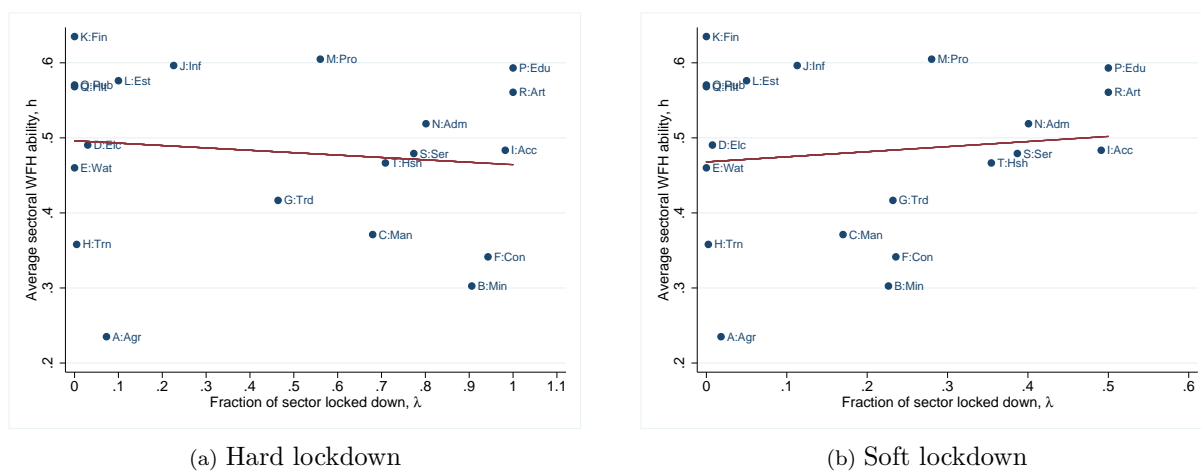 K:Fin
M:Pro
J:Inf
P:Edu
L:Est
O:Pub
Q:Hlt
R:Art
N:Adm
D:Elc
I:Acc
S:Ser
T:Hsh
E:Wat
G:Trd
C:Man
H:Trn
F:Con
B:Min
A:Agr
Average sectoral WFH ability, h
.2 .3 .4 .5 .6
0 .1 .2 .3 .4 .5 .6 .7 .8 .9 1 1.1
Fraction of sector locked down, λ
(a) Hard lockdown
K:Fin
M:Pro
J:Inf
P:Edu
L:Est
O:Pub
Q:Hlt
R:Art
N:Adm
D:Elc
I:Acc
S:Ser
T:Hsh
E:Wat
G:Trd
C:Man
H:Trn
F:Con
B:Min
A:Agr
Average sectoral WFH ability, h
.2 .3 .4 .5 .6
0 .1 .2 .3 .4 .5 .6
Fraction of sector locked down, λ
(b) Soft lockdown